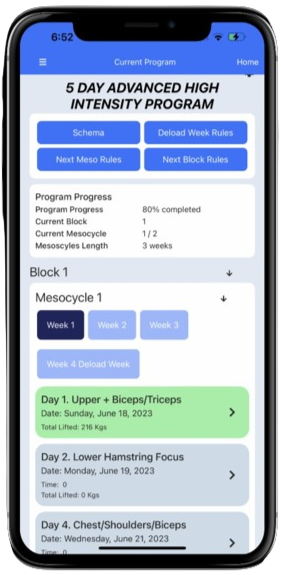 6:52
Current Program
Home
5 DAY ADVANCED HIGH
INTENSITY PROGRAM
Schema
Deload Week Rules
Next Meso Rules
Next Block Rules
Program Progress
Program Progress 80% completed
Current Block 1
Current Mesocycle 1 / 2
Mesoscyles Length 3 weeks
Block 1
Mesocycle 1
Week 1
Week 2
Week 3
Week 4 Deload Week
Day 1. Upper + Biceps/Triceps
Date: Sunday, June 18, 2023
Total Lifted: 216 Kgs
Day 2. Lower Hamstring Focus
Date: Monday, June 19, 2023
Time: 0
Total Lifted: 0 Kgs
Day 4. Chest/Shoulders/Biceps
Date: Wednesday, June 21, 2023
Time: 0